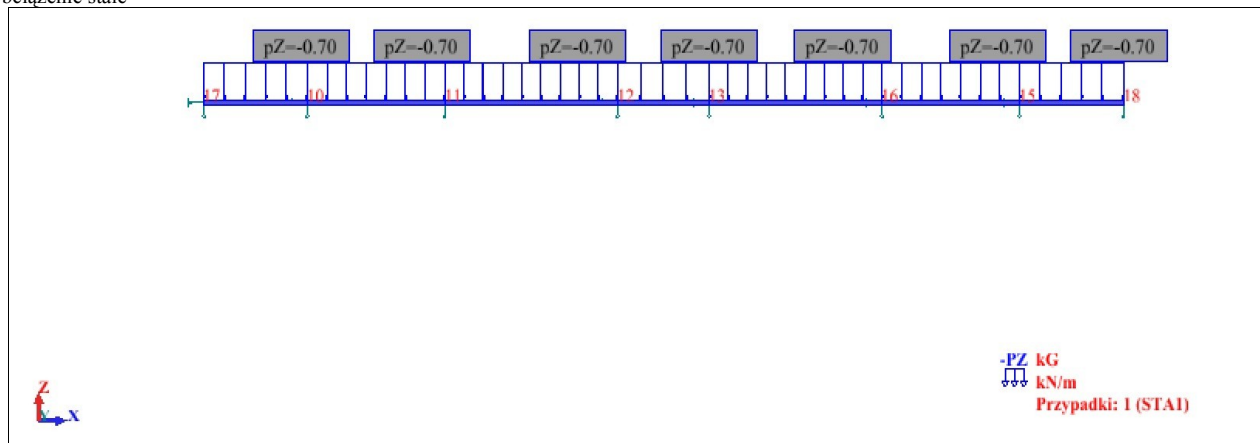 pZ=-0.70 pZ=-0.70 pZ=-0.70 pZ=-0.70 pZ=-0.70 pZ=-0.70 pZ=-0.70
17 10 11 12 13 16 15 18
-PZ kG
kN/m
Przypadki: 1 (STA1)
Z
X